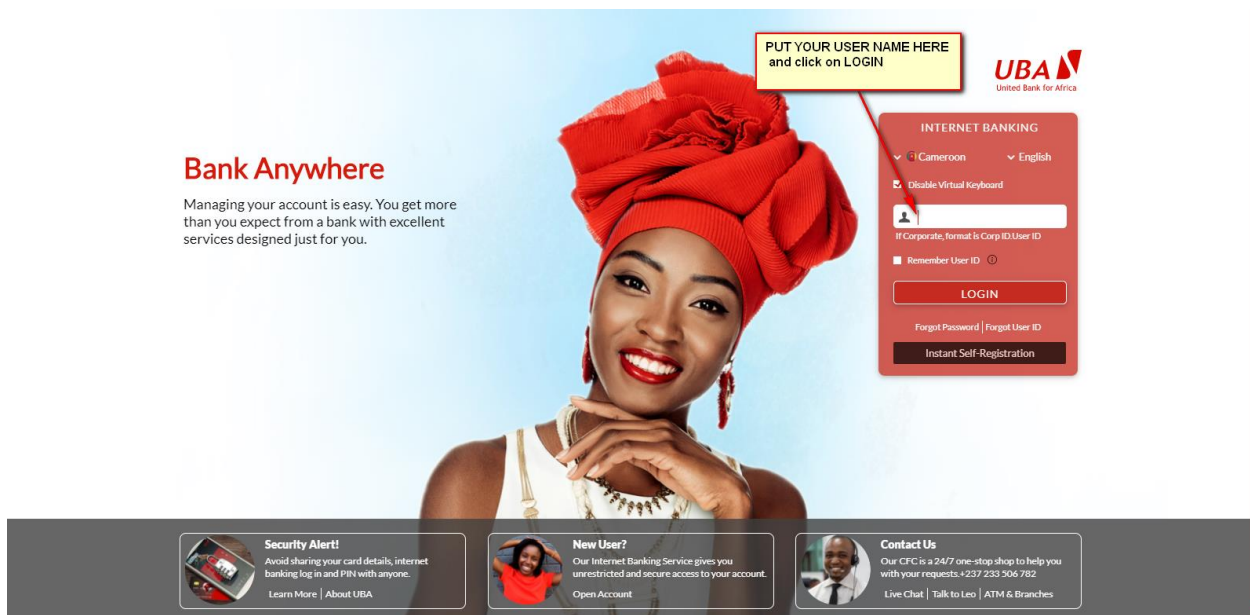 PUT YOUR USER NAME HERE
and click on LOGIN
UBA
United Bank for Africa
INTERNET BANKING
Cameroon
English
Disable Virtual Keyboard
If Corporate, format is Corp ID.User ID
Remember User ID
LOGIN
Forgot Password | Forgot User ID
Instant Self-Registration
Bank Anywhere
Managing your account is easy. You get more
than you expect from a bank with excellent
services designed just for you.
Security Alert!
Avoid sharing your card details, internet
banking log in and PIN with anyone.
Learn More | About UBA
New User?
Our Internet Banking Service gives you
unrestricted and secure access to your account.
Open Account
Contact Us
Our CFC is a 24/7 one-stop shop to help you
with your requests.+237 233 506 782
Live Chat | Talk to Leo | ATM & Branches